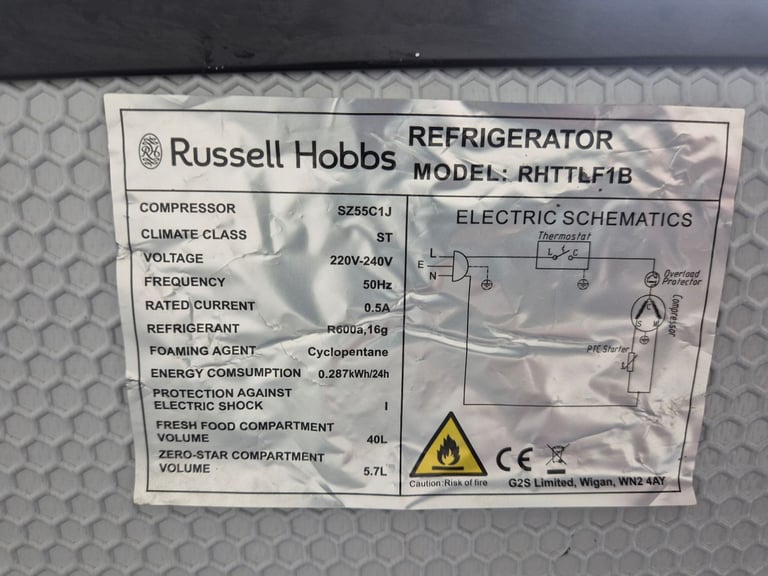 Russell Hobbs
REFRIGERATOR
MODEL: RHTTLF1B
COMPRESSOR SZ55C1J
CLIMATE CLASS ST
VOLTAGE 220V-240V
FREQUENCY 50Hz
RATED CURRENT 0.5A
REFRIGERANT R600a,16g
FOAMING AGENT Cyclopentane
ENERGY COMSUMPTION 0.287kWh/24h
PROTECTION AGAINST
ELECTRIC SHOCK I
FRESH FOOD COMPARTMENT
VOLUME 40L
ZERO-STAR COMPARTMENT
VOLUME 5.7L
ELECTRIC SCHEMATICS
Thermostat
L
E
N
L C
Overload
Protector
Compressor
C
S M
PTC Starter
Caution:Risk of fire
CE
G2S Limited, Wigan, WN2 4AY